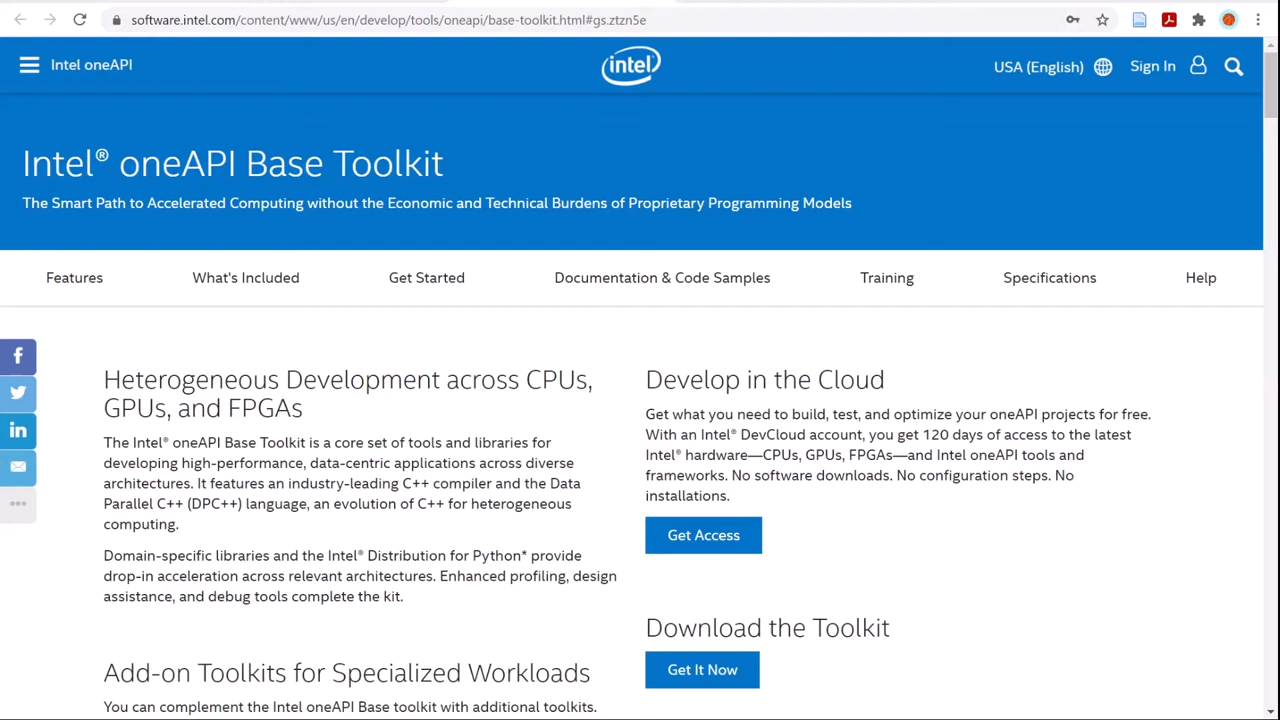 software.intel.com/content/www/us/en/develop/tools/oneapi/base-toolkit.html#gs.ztzn5e
Intel oneAPI
intel
USA (English)
Sign In
Intel® oneAPI Base Toolkit
The Smart Path to Accelerated Computing without the Economic and Technical Burdens of Proprietary Programming Models
Features
What's Included
Get Started
Documentation & Code Samples
Training
Specifications
Help
Heterogeneous Development across CPUs,
GPUs, and FPGAs
The Intel® oneAPI Base Toolkit is a core set of tools and libraries for
developing high-performance, data-centric applications across diverse
architectures. It features an industry-leading C++ compiler and the Data
Parallel C++ (DPC++) language, an evolution of C++ for heterogeneous
computing.
Domain-specific libraries and the Intel® Distribution for Python* provide
drop-in acceleration across relevant architectures. Enhanced profiling, design
assistance, and debug tools complete the kit.
Add-on Toolkits for Specialized Workloads
You can complement the Intel oneAPI Base toolkit with additional toolkits.
Develop in the Cloud
Get what you need to build, test, and optimize your oneAPI projects for free.
With an Intel® DevCloud account, you get 120 days of access to the latest
Intel® hardware—CPUs, GPUs, FPGAs—and Intel oneAPI tools and
frameworks. No software downloads. No configuration steps. No
installations.
Get Access
Download the Toolkit
Get It Now